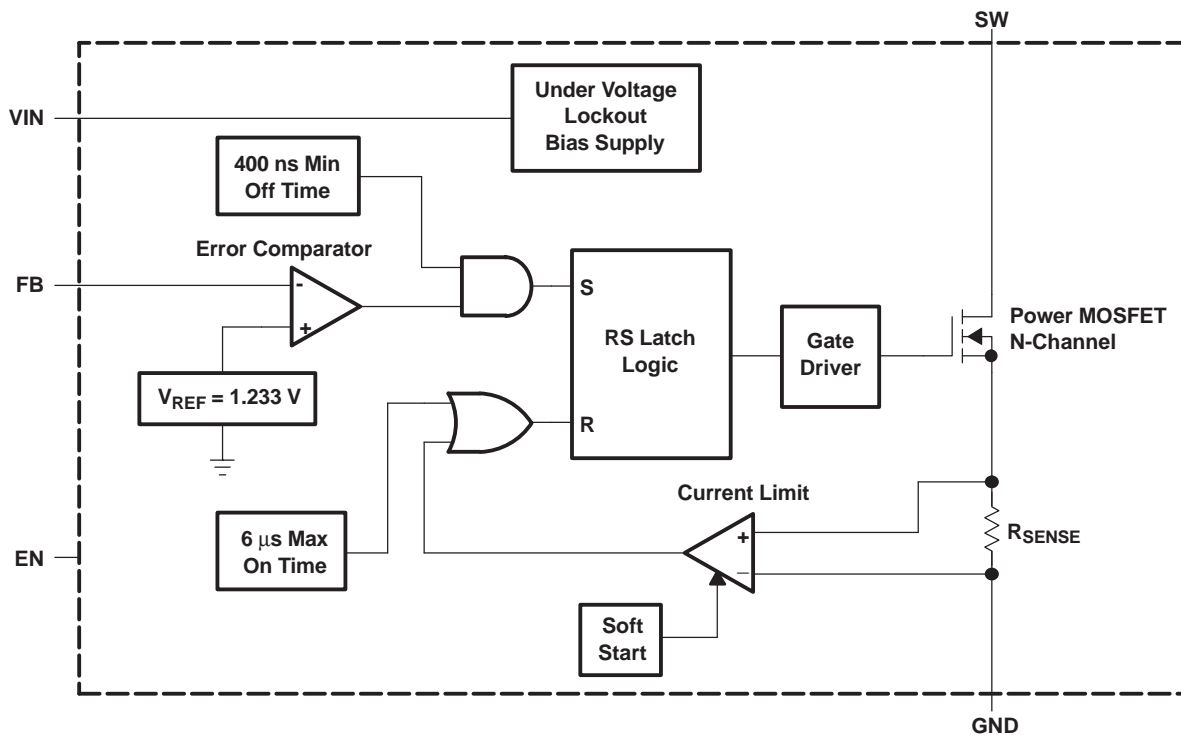 SW
VIN
Under Voltage
Lockout
Bias Supply
400 ns Min
Off Time
Error Comparator
FB
-
+
S
RS Latch
Logic
Gate
Driver
Power MOSFET
N-Channel
VREF = 1.233 V
R
Current Limit
6 μs Max
On Time
EN
+
–
RSENSE
Soft
Start
GND